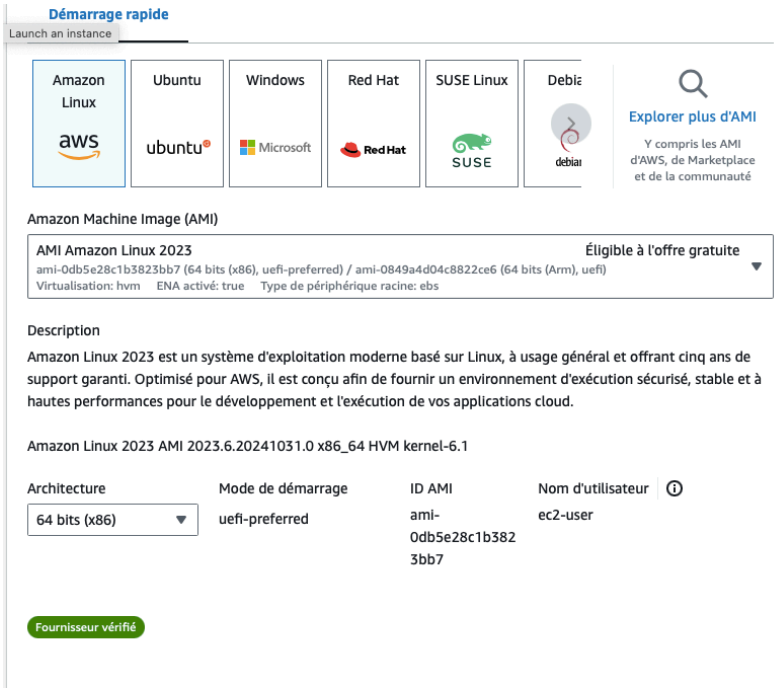 Démarrage rapide
Launch an instance
Amazon
Linux
aws
Ubuntu
ubuntu
Windows
Microsoft
Red Hat
Red Hat
SUSE Linux
SUSE
Debia
debian
Explorer plus d'AMI
Y compris les AMI
d'AWS, de Marketplace
et de la communauté
Amazon Machine Image (AMI)
AMI Amazon Linux 2023
Éligible à l'offre gratuite
ami-0db5e28c1b3823bb7 (64 bits (x86), uefi-preferred) / ami-0849a4d04c8822ce6 (64 bits (Arm), uefi)
Virtualisation: hvm ENA activé: true Type de périphérique racine: ebs
Description
Amazon Linux 2023 est un système d'exploitation moderne basé sur Linux, à usage général et offrant cinq ans de
support garanti. Optimisé pour AWS, il est conçu afin de fournir un environnement d'exécution sécurisé, stable et à
hautes performances pour le développement et l'exécution de vos applications cloud.
Amazon Linux 2023 AMI 2023.6.20241031.0 x86_64 HVM kernel-6.1
Architecture
64 bits (x86)
Mode de démarrage
uefi-preferred
ID AMI
ami-
0db5e28c1b382
3bb7
Nom d'utilisateur
ec2-user
Fournisseur vérifié